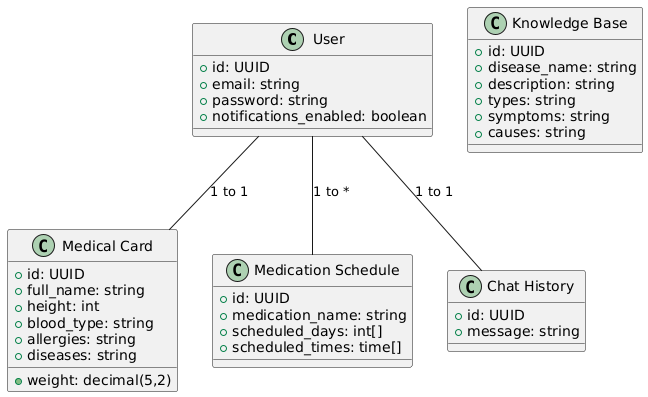 C User
id: UUID
email: string
password: string
notifications_enabled: boolean
C Knowledge Base
id: UUID
disease_name: string
description: string
types: string
symptoms: string
causes: string
1 to 1
1 to *
1 to 1
C Medical Card
id: UUID
full_name: string
height: int
blood_type: string
allergies: string
diseases: string
weight: decimal(5,2)
C Medication Schedule
id: UUID
medication_name: string
scheduled_days: int[]
scheduled_times: time[]
C Chat History
id: UUID
message: string